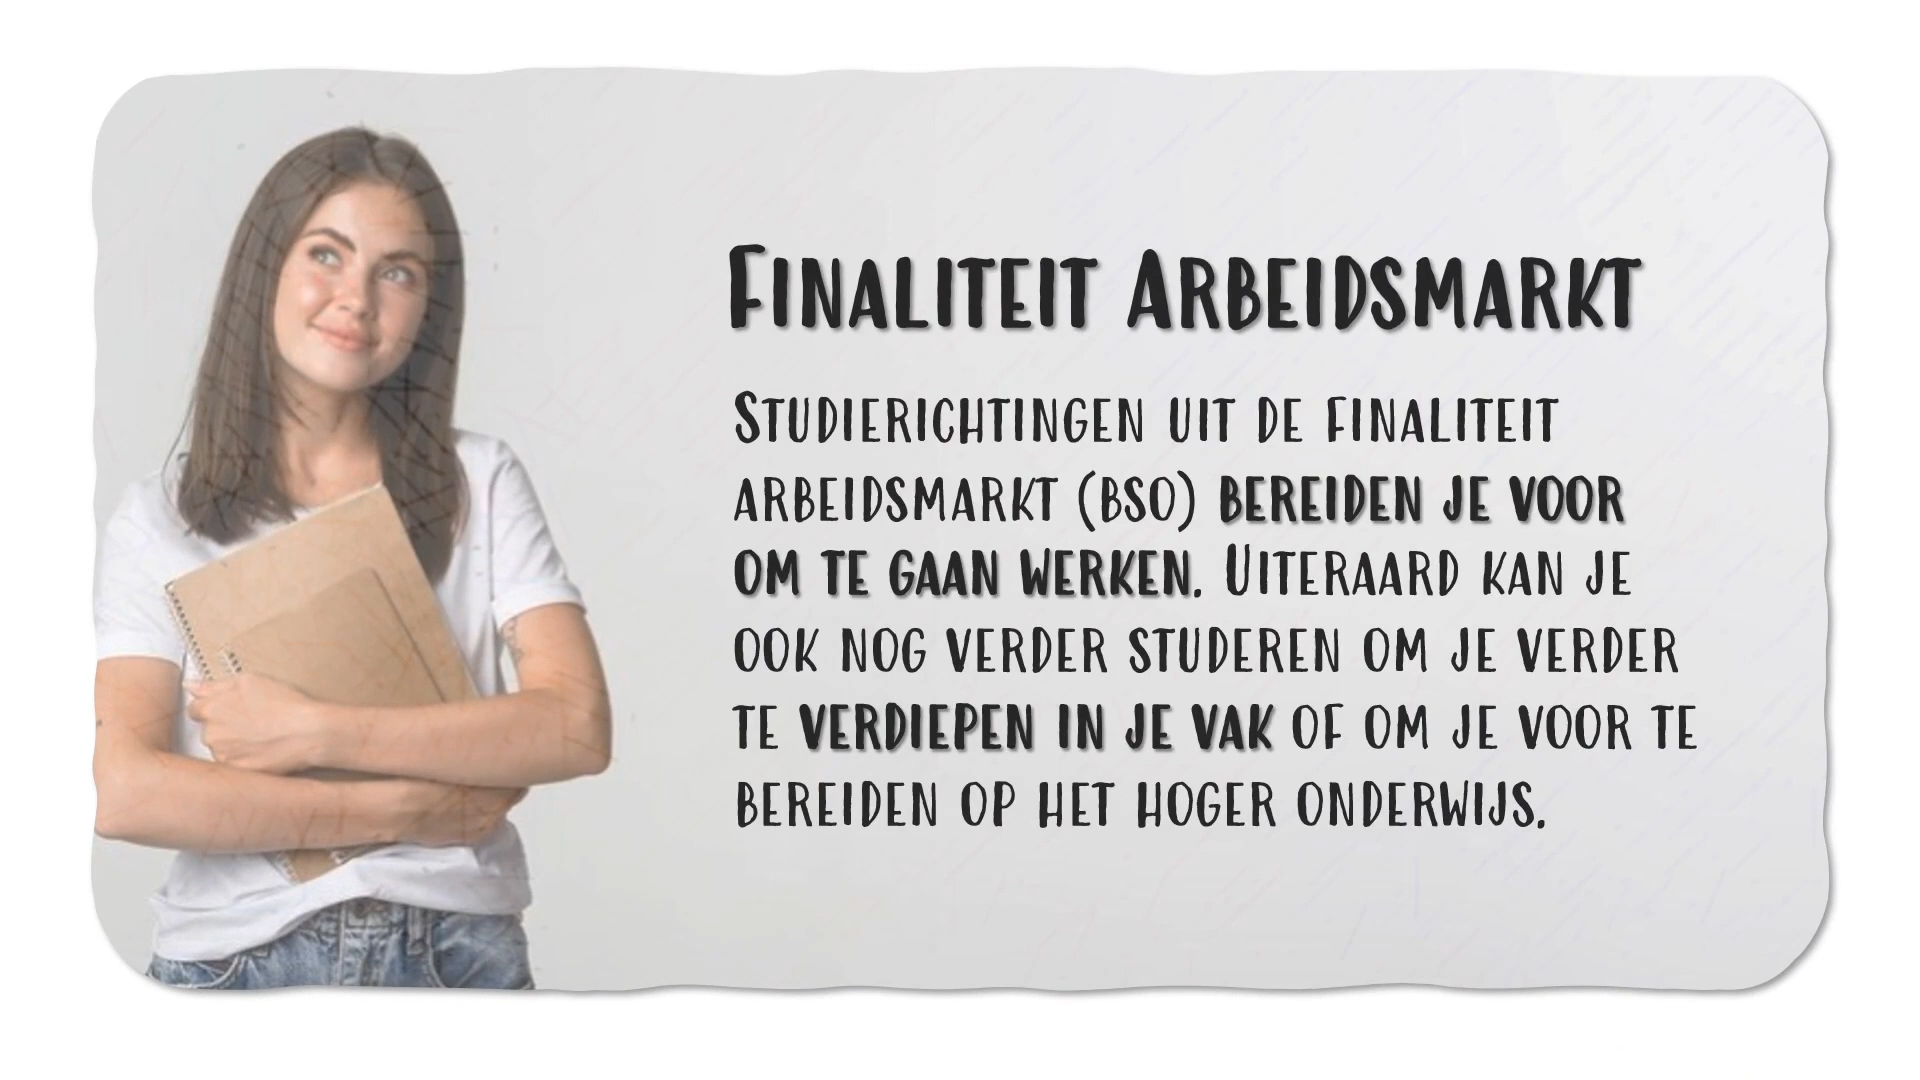 Finaliteit Arbeidsmarkt
Studierichtingen uit de finaliteit
arbeidsmarkt (BSO) bereiden je voor
om te gaan werken. Uiteraard kan je
ook nog verder studeren om je verder
te verdiepen in je vak of om je voor te
bereiden op het hoger onderwijs.